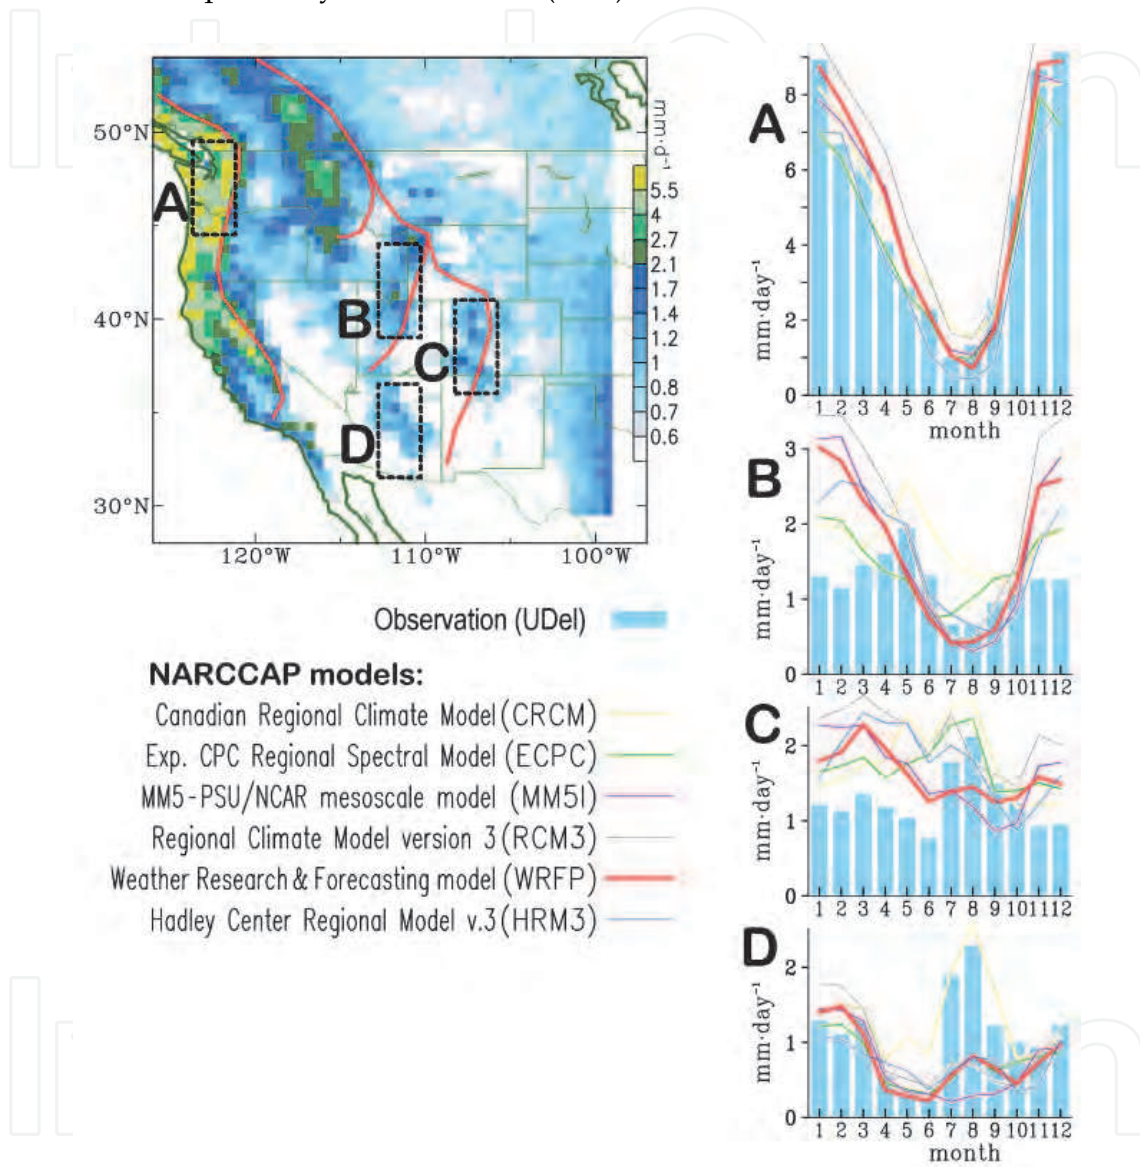 50°N
40°N
30°N
120°W
110°W
100°W
A
B
C
D
mm·d⁻¹
5.5
4
2.7
2.1
1.7
1.4
1.2
1
0.8
0.7
0.6
Observation (UDel)
NARCCAP models:
Canadian Regional Climate Model (CRCM)
Exp. CPC Regional Spectral Model (ECPC)
MM5-PSU/NCAR mesoscale model (MM5I)
Regional Climate Model version 3 (RCM3)
Weather Research & Forecasting model (WRFP)
Hadley Center Regional Model v.3 (HRM3)
A
mm·day⁻¹
8
6
4
2
0
1 2 3 4 5 6 7 8 9 10 11 12
month
B
mm·day⁻¹
3
2
1
0
1 2 3 4 5 6 7 8 9 10 11 12
C
mm·day⁻¹
2
1
0
1 2 3 4 5 6 7 8 9 10 11 12
D
mm·day⁻¹
2
1
0
1 2 3 4 5 6 7 8 9 10 11 12
month